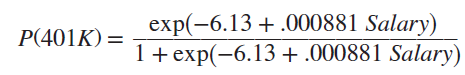 P(401K) = exp(−6.13 + .000881 Salary) / 1 + exp(−6.13 + .000881 Salary)